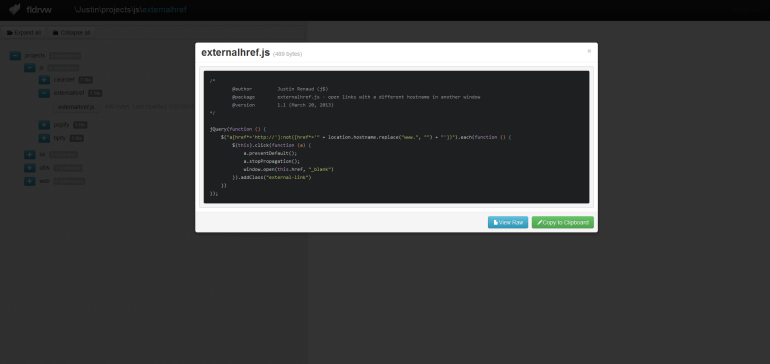 fldrvw
\Justin\projects\js\externalhref
Expand all
Collapse all
projects
js
externalhref.js
externalhref.js (459 bytes)
×
/*
@author Justin Renaud (jE)
@package externalhref.js - open links with a different hostname in another window
@version 1.1 (March 20, 2013)
*/
jQuery(function () {
$("a[href^='http://']:not([href*='" + location.hostname.replace("www.", "") + "'])").each(function () {
$(this).click(function (a) {
a.preventDefault();
a.stopPropagation();
window.open(this.href, "_blank")
}).addClass("external-link")
})
});
View Raw
Copy to Clipboard